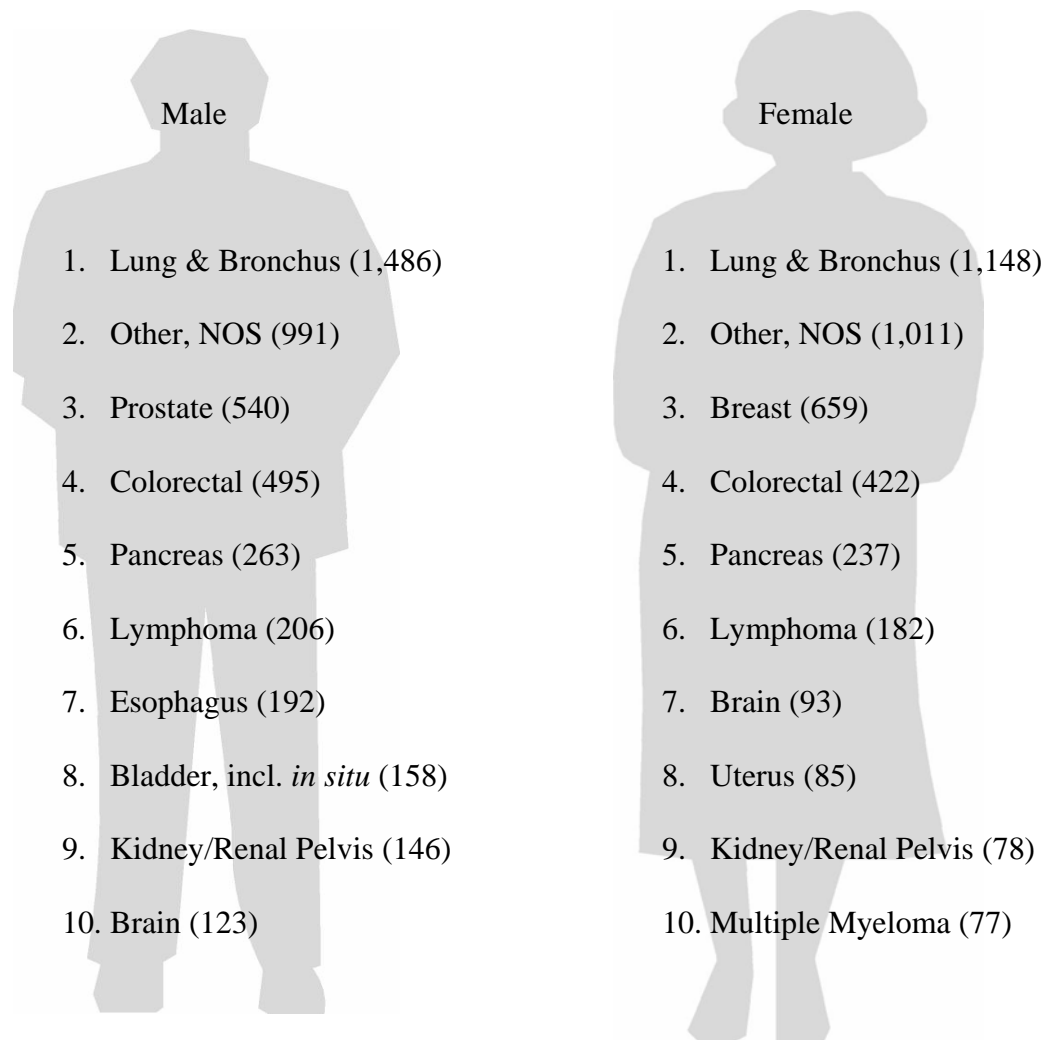 Male
1. Lung & Bronchus (1,486)
2. Other, NOS (991)
3. Prostate (540)
4. Colorectal (495)
5. Pancreas (263)
6. Lymphoma (206)
7. Esophagus (192)
8. Bladder, incl. in situ (158)
9. Kidney/Renal Pelvis (146)
10. Brain (123)
Female
1. Lung & Bronchus (1,148)
2. Other, NOS (1,011)
3. Breast (659)
4. Colorectal (422)
5. Pancreas (237)
6. Lymphoma (182)
7. Brain (93)
8. Uterus (85)
9. Kidney/Renal Pelvis (78)
10. Multiple Myeloma (77)